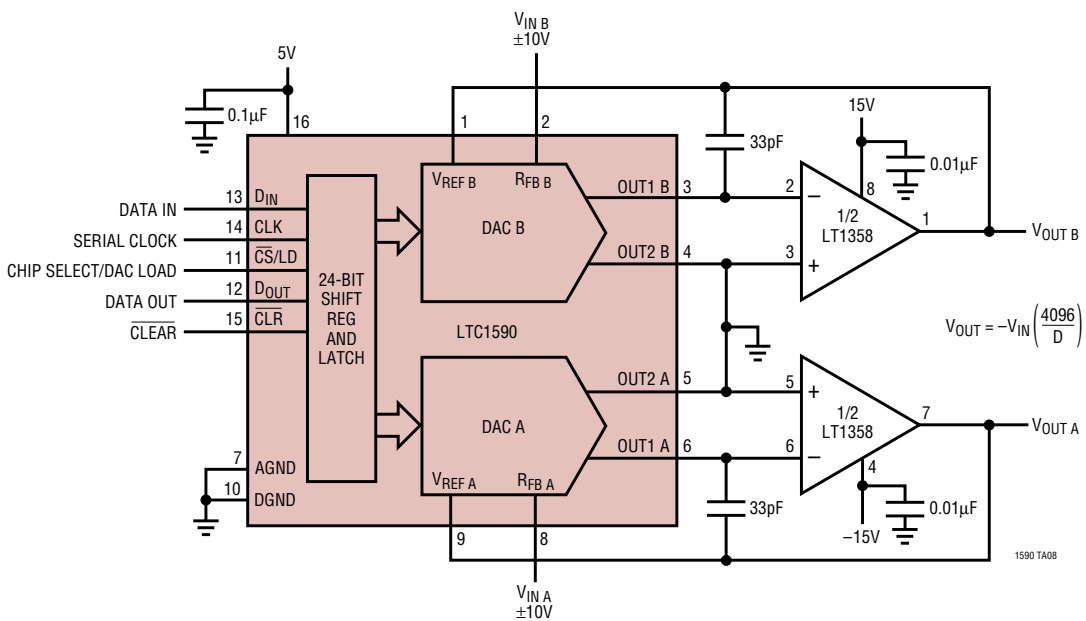 V_IN B
±10V
5V
0.1µF
16
1
2
33pF
15V
0.01µF
8
V_REF B
R_FB B
DAC B
OUT1 B
3
OUT2 B
4
2
–
3
+
1/2
LT1358
1
V_OUT B
DATA IN
13
D_IN
SERIAL CLOCK
14
CLK
CHIP SELECT/DAC LOAD
11
C̅S̅/LD
DATA OUT
12
D_OUT
C̅L̅E̅A̅R̅
15
C̅L̅R̅
24-BIT
SHIFT
REG
AND
LATCH
LTC1590
V_OUT = –V_IN (4096/D)
OUT2 A
5
OUT1 A
6
DAC A
V_REF A
R_FB A
5
+
6
–
1/2
LT1358
7
V_OUT A
4
0.01µF
–15V
33pF
7
AGND
10
DGND
9
8
V_IN A
±10V
1590 TA08